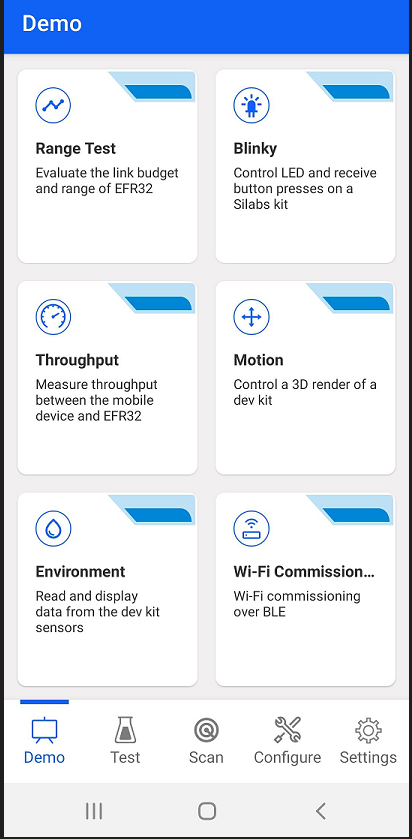 Demo
Range Test
Evaluate the link budget
and range of EFR32
Blinky
Control LED and receive
button presses on a
Silabs kit
Throughput
Measure throughput
between the mobile
device and EFR32
Motion
Control a 3D render of a
dev kit
Environment
Read and display
data from the dev kit
sensors
Wi-Fi Commission...
Wi-Fi commissioning
over BLE
Demo
Test
Scan
Configure
Settings